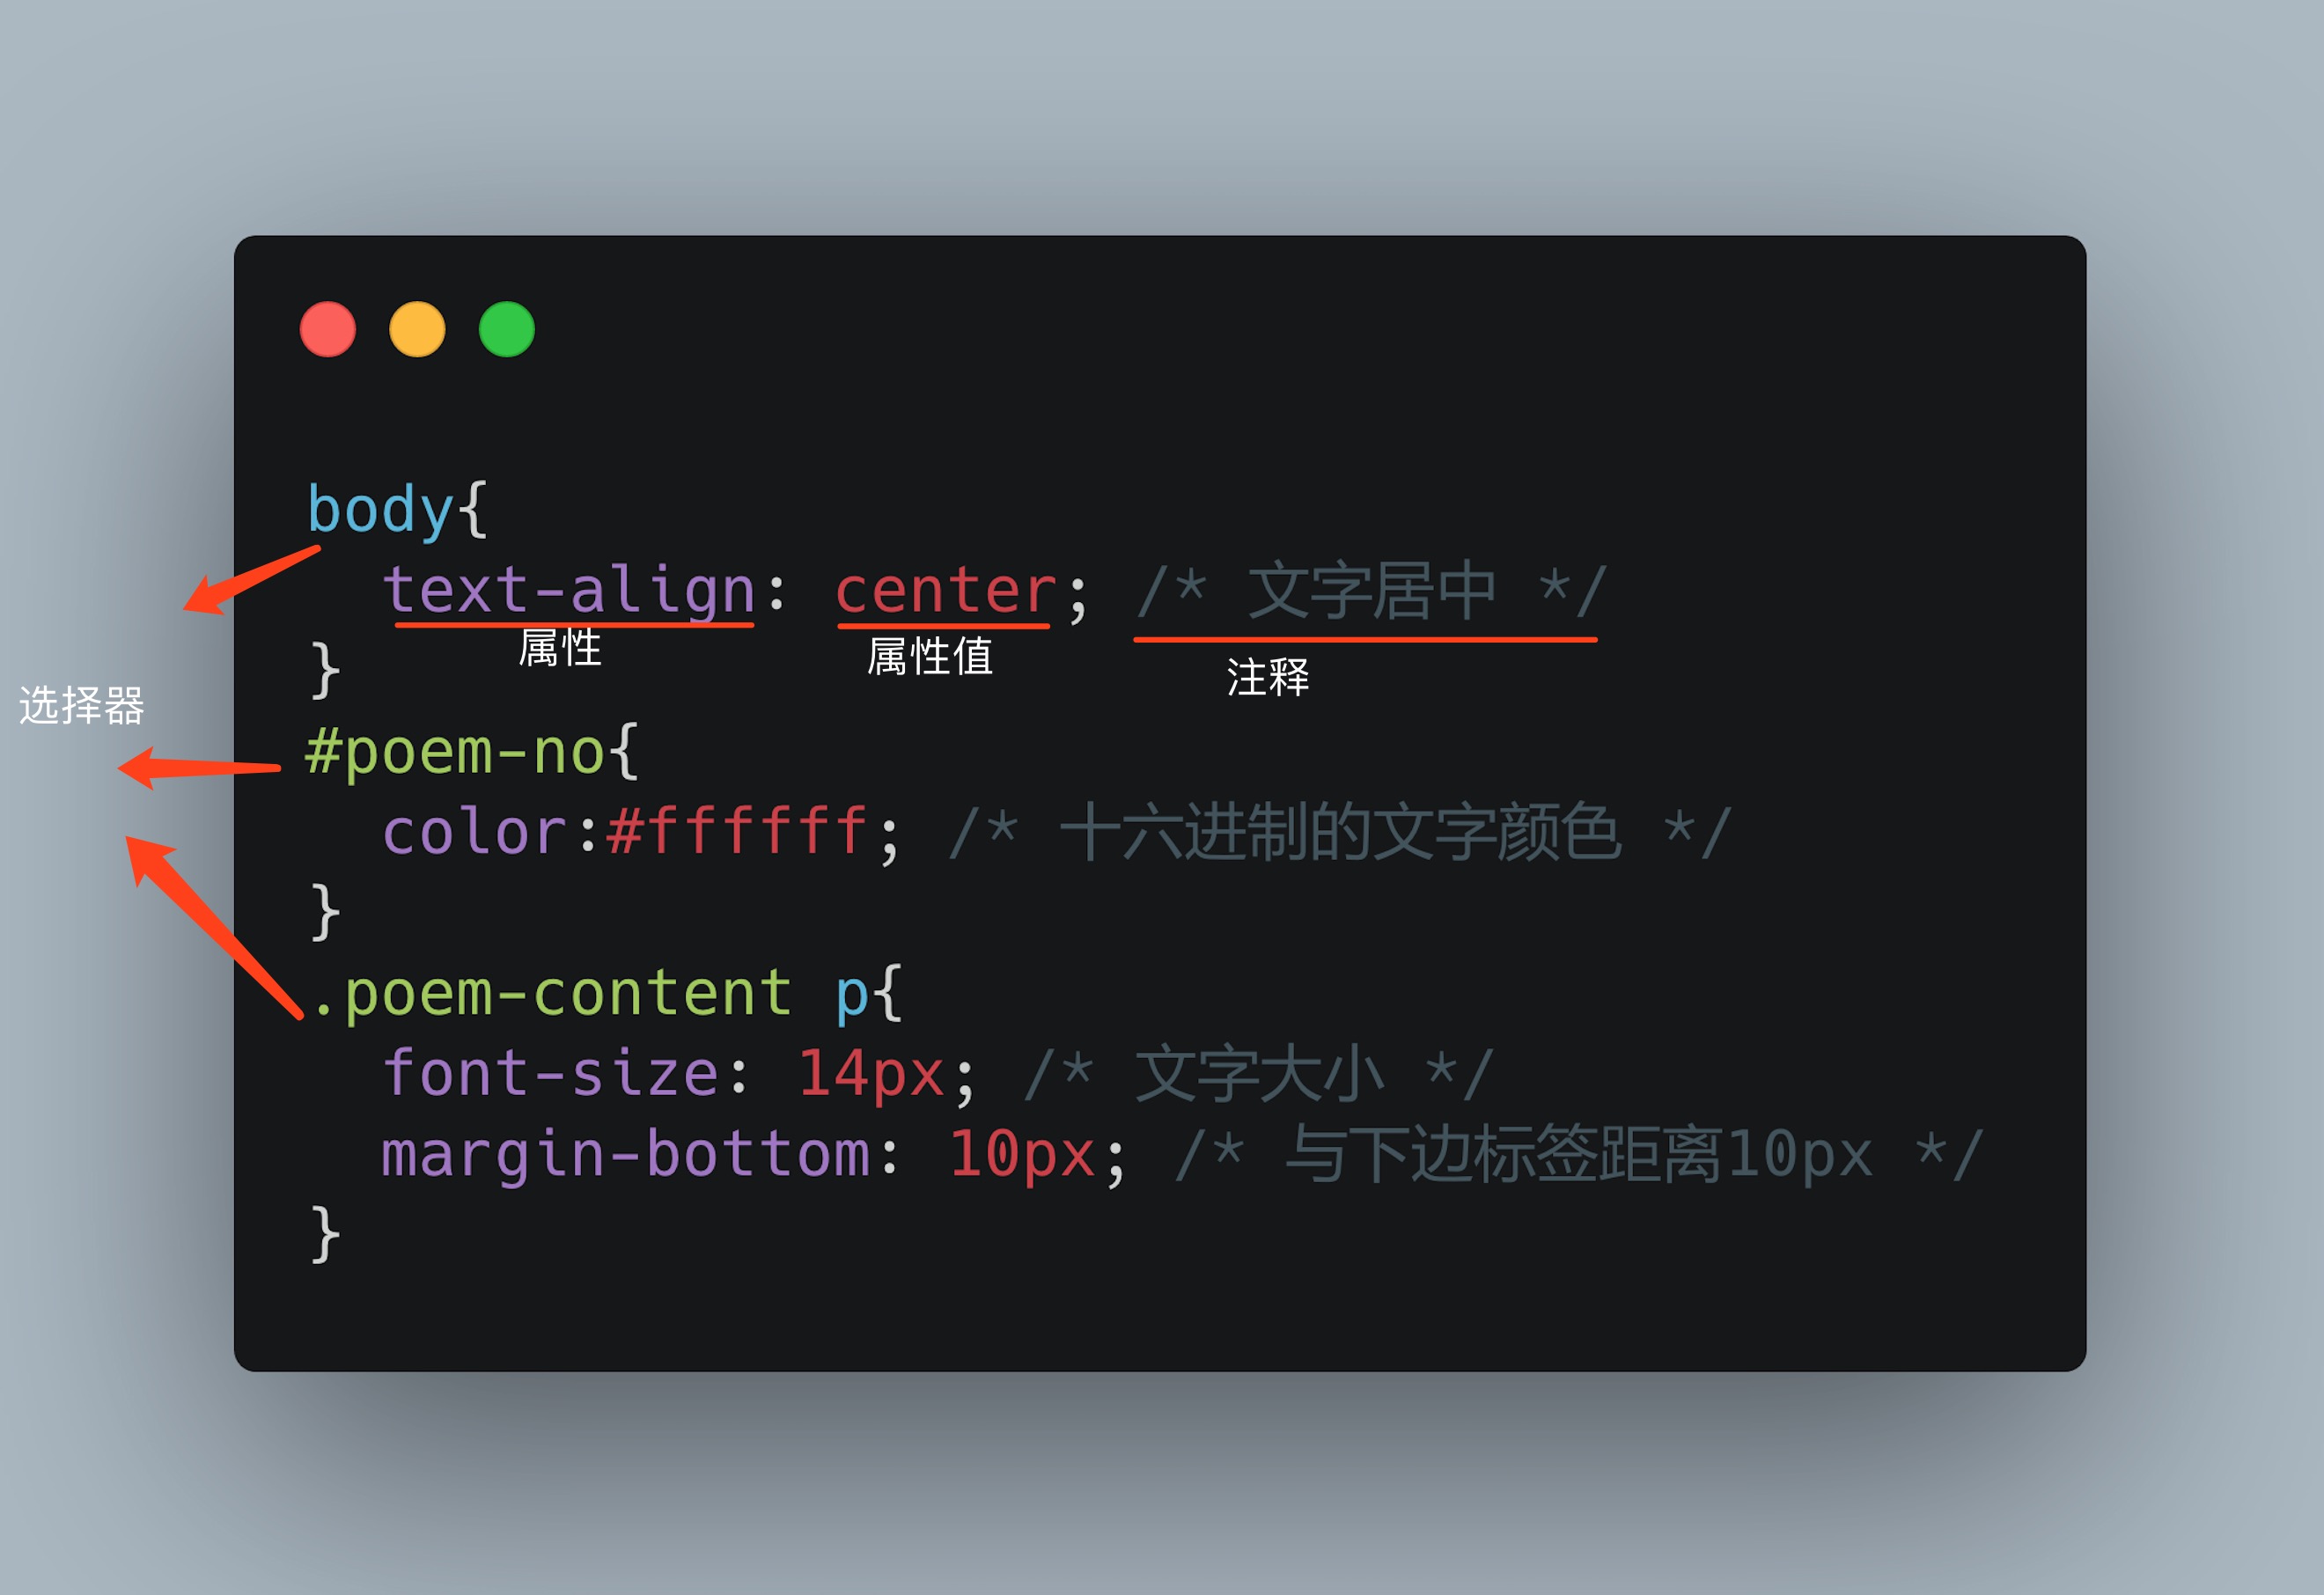 body{
text-align: center; /* 文字居中 */
属性 属性值 注释
}
选择器
#poem-no{
color:#ffffff; /* 十六进制的文字颜色 */
}
.poem-content p{
font-size: 14px; /* 文字大小 */
margin-bottom: 10px; /* 与下边标签距离10px */
}